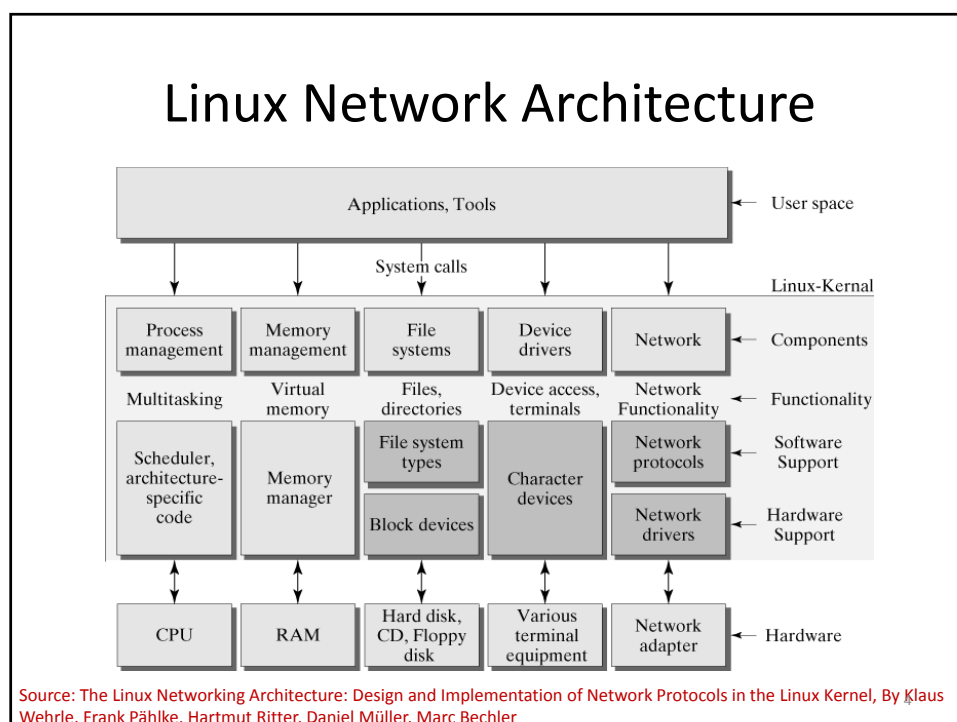 Linux Network Architecture
Applications, Tools
User space
System calls
Linux-Kernel
Process
management
Memory
management
File
systems
Device
drivers
Network
Components
Multitasking
Virtual
memory
Files,
directories
Device access,
terminals
Network
Functionality
Functionality
Scheduler,
architecture-
specific
code
Memory
manager
File system
types
Block devices
Character
devices
Network
protocols
Network
drivers
Software
Support
Hardware
Support
CPU
RAM
Hard disk,
CD, Floppy
disk
Various
terminal
equipment
Network
adapter
Hardware
Source: The Linux Networking Architecture: Design and Implementation of Network Protocols in the Linux Kernel, By Klaus
Wehrle, Frank Pählke, Hartmut Ritter, Daniel Müller, Marc Bechler
4